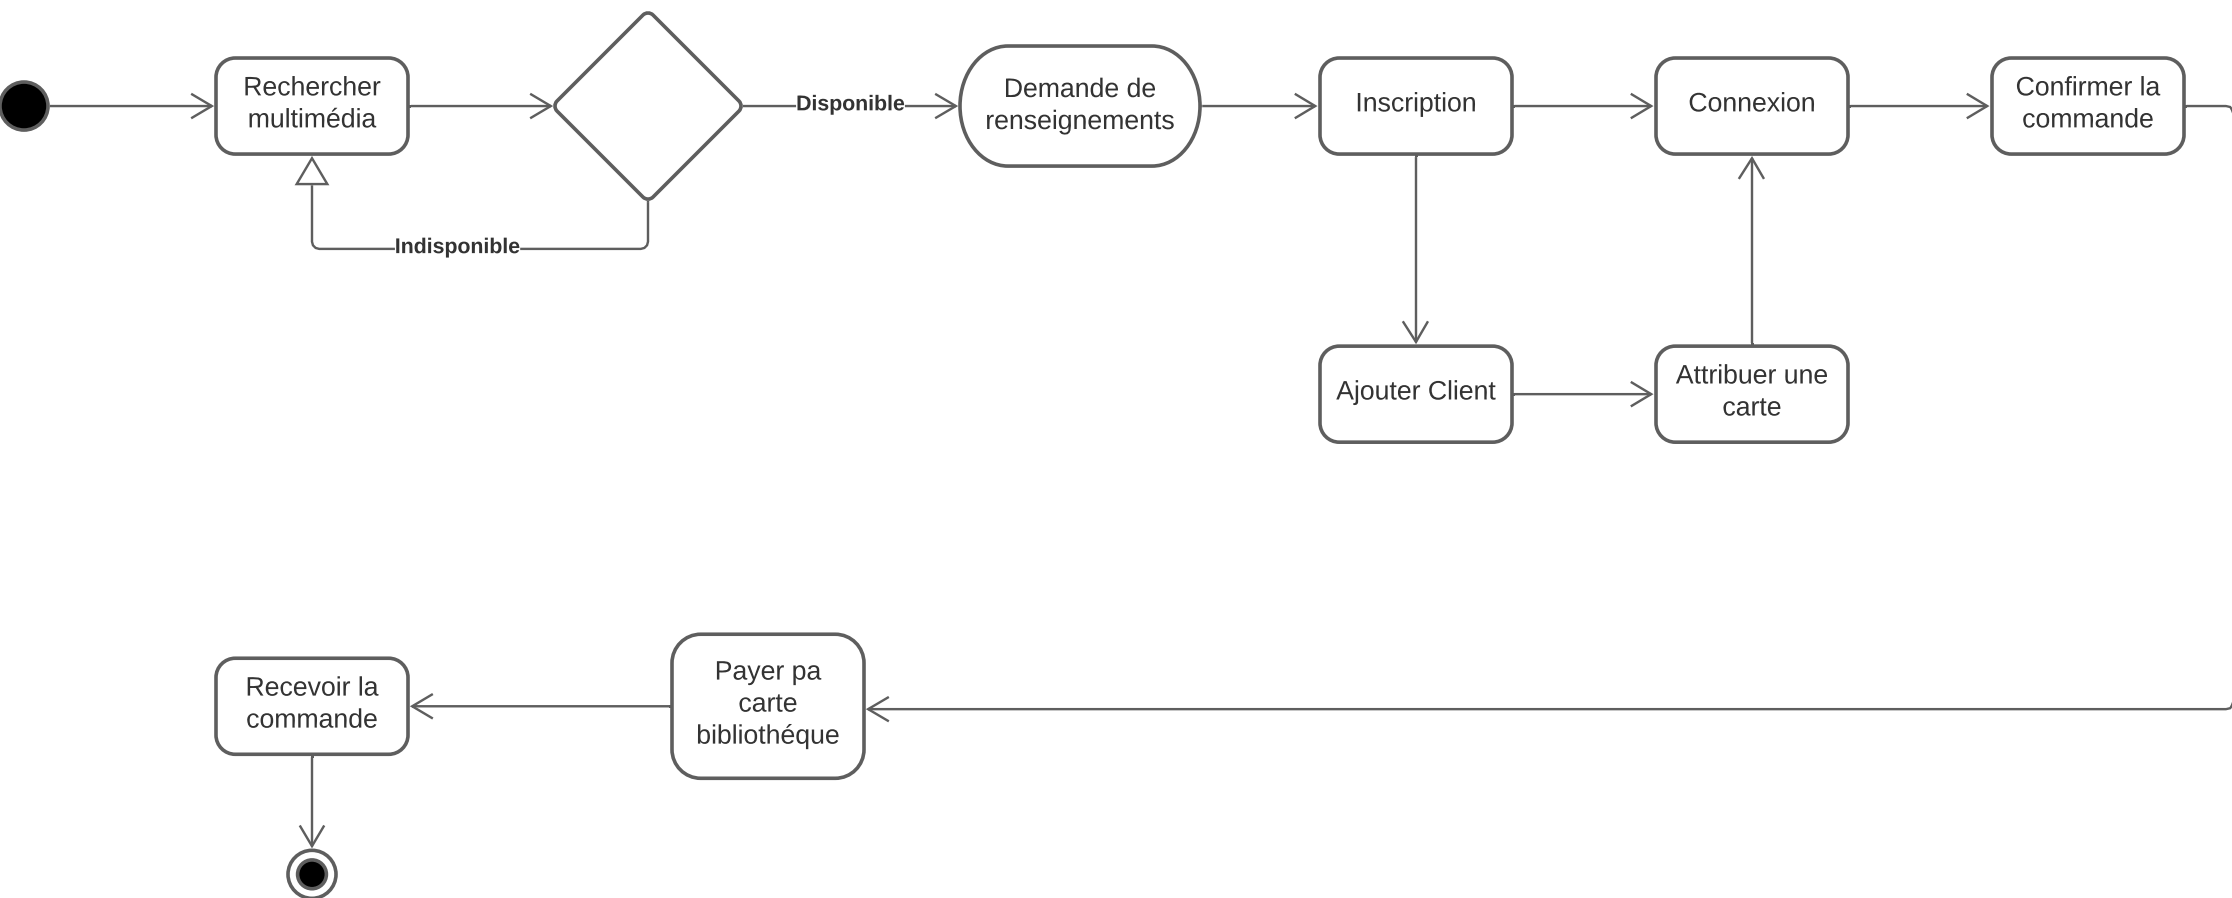 Rechercher
multimédia
Disponible
Demande de
renseignements
Inscription
Connexion
Confirmer la
commande
Indisponible
Ajouter Client
Attribuer une
carte
Recevoir la
commande
Payer pa
carte
bibliothéque